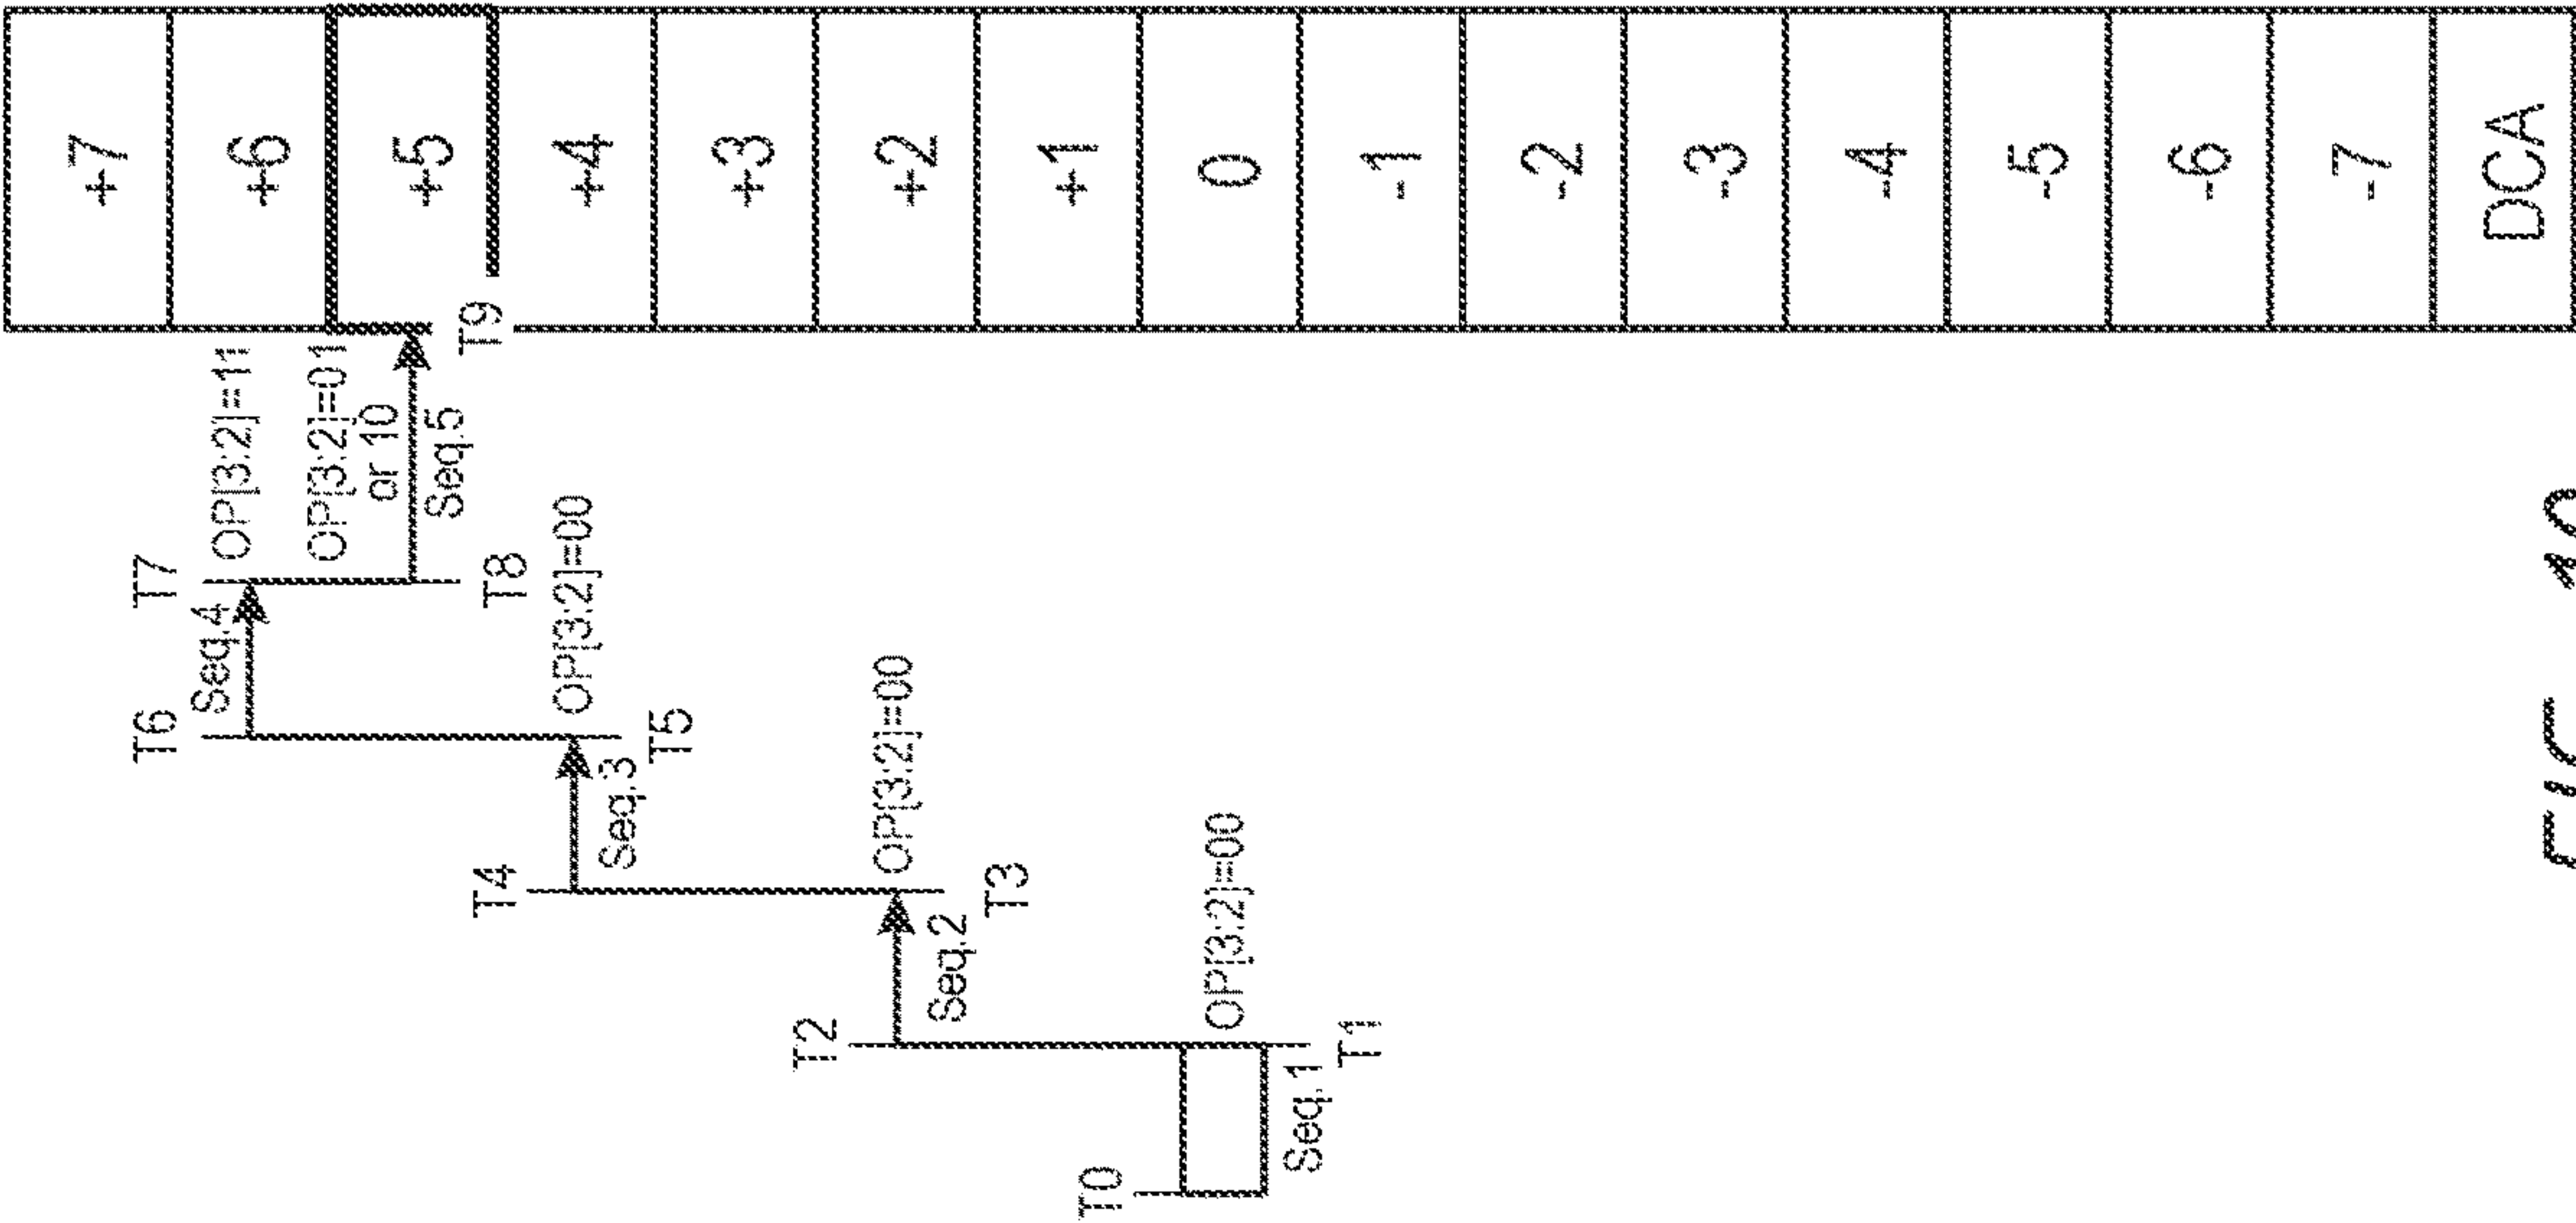 +7
+6
+5
+4
+3
+2
+1
0
-1
-2
-3
-4
-5
-6
-7
DCA
T9
OP[3:2]=11
OP[3:2]=01
or 10
Seq.5
T7
T8
OP[3:2]=00
Seq.4
T6
T5
Seq.3
OP[3:2]=00
T4
T3
Seq.2
OP[3:2]=00
T2
T1
Seq.1
T0